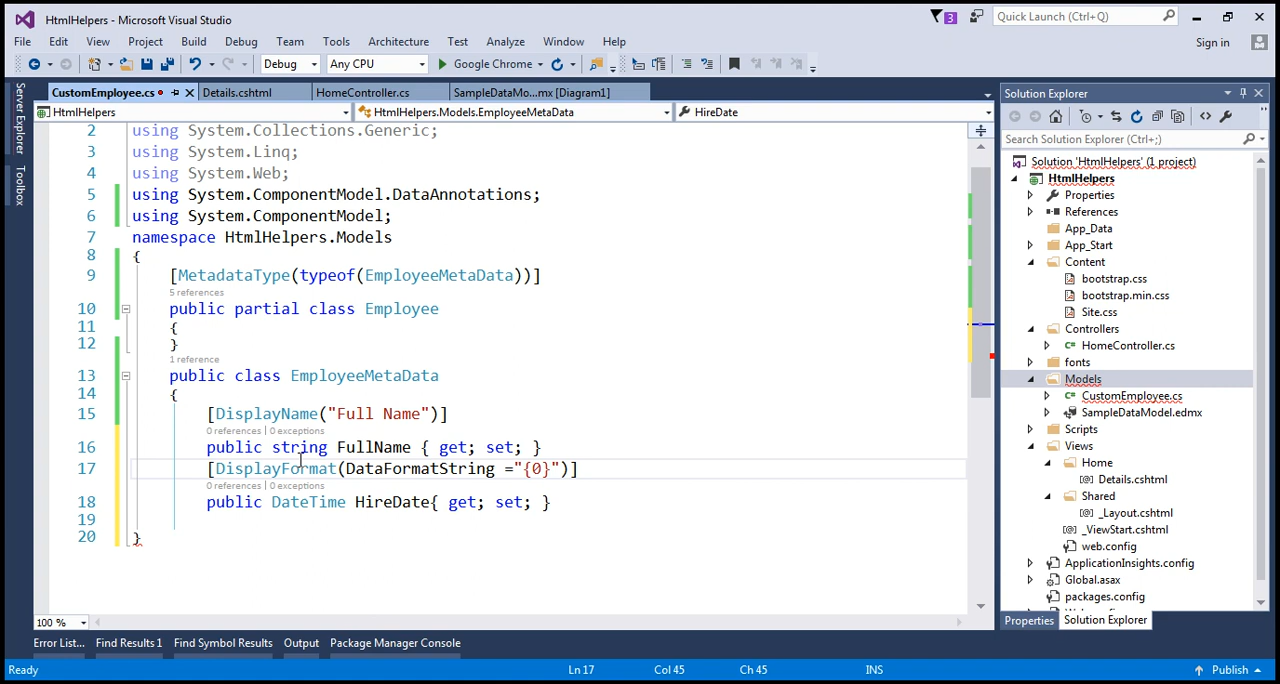 HtmlHelpers - Microsoft Visual Studio
3
Quick Launch (Ctrl+Q)
File Edit View Project Build Debug Team Tools Architecture Test Analyze Window Help
Sign in
Debug Any CPU Google Chrome
Server Explorer
Toolbox
CustomEmployee.cs Details.cshtml HomeController.cs SampleDataMo...mx [Diagram1]
HtmlHelpers HtmlHelpers.Models.EmployeeMetaData HireDate
2 using System.Collections.Generic;
3 using System.Linq;
4 using System.Web;
5 using System.ComponentModel.DataAnnotations;
6 using System.ComponentModel;
7 namespace HtmlHelpers.Models
8 {
9 [MetadataType(typeof(EmployeeMetaData))]
5 references
10 public partial class Employee
11 {
12 }
1 reference
13 public class EmployeeMetaData
14 {
15 [DisplayName("Full Name")]
0 references | 0 exceptions
16 public string FullName { get; set; }
17 [DisplayFormat(DataFormatString ="{0}")]
0 references | 0 exceptions
18 public DateTime HireDate{ get; set; }
19
20 }
100 %
Solution Explorer
Search Solution Explorer (Ctrl+;)
Solution 'HtmlHelpers' (1 project)
HtmlHelpers
Properties
References
App_Data
App_Start
Content
bootstrap.css
bootstrap.min.css
Site.css
Controllers
HomeController.cs
fonts
Models
CustomEmployee.cs
SampleDataModel.edmx
Scripts
Views
Home
Details.cshtml
Shared
_Layout.cshtml
_ViewStart.cshtml
web.config
ApplicationInsights.config
Global.asax
packages.config
Properties Solution Explorer
Error List... Find Results 1 Find Symbol Results Output Package Manager Console
Ready Ln 17 Col 45 Ch 45 INS Publish